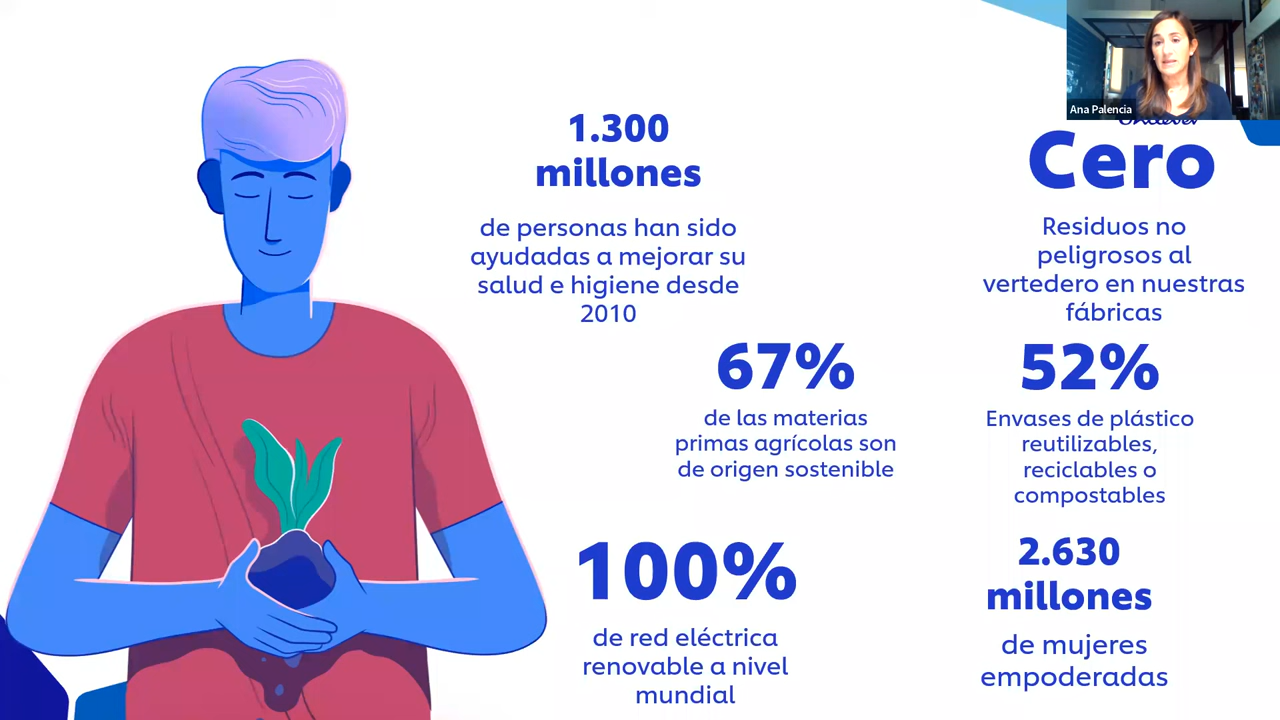 Ana Palencia
1.300
millones
de personas han sido
ayudadas a mejorar su
salud e higiene desde
2010
Cero
Residuos no
peligrosos al
vertedero en nuestras
fábricas
67%
de las materias
primas agrícolas son
de origen sostenible
52%
Envases de plástico
reutilizables,
reciclables o
compostables
100%
de red eléctrica
renovable a nivel
mundial
2.630
millones
de mujeres
empoderadas